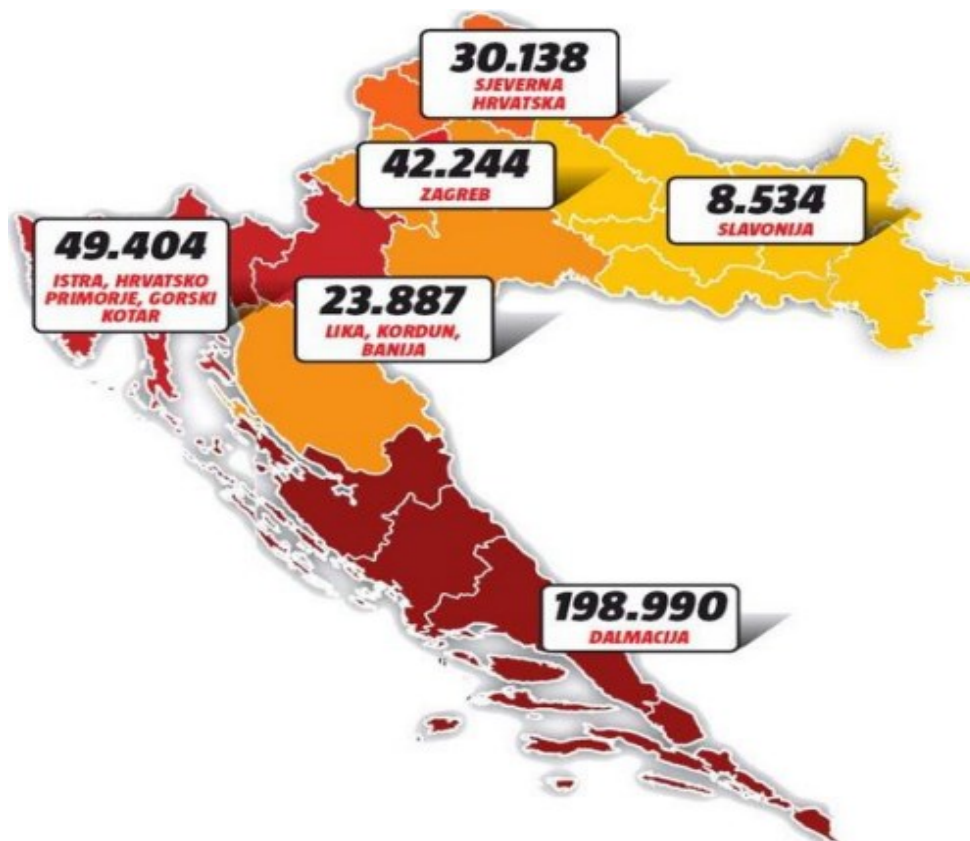 30.138
SJEVERNA
HRVATSKA
42.244
ZAGREB
8.534
SLAVONIJA
49.404
ISTRA, HRVATSKO
PRIMORJE, GORSKI
KOTAR
23.887
LIKA, KORDUN,
BANIJA
198.990
DALMACIJA